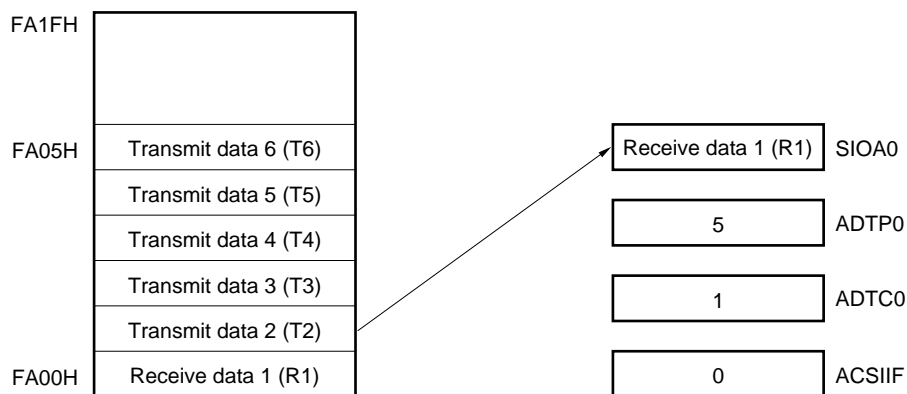 FA1FH
FA05H Transmit data 6 (T6) Receive data 1 (R1) SIOA0
Transmit data 5 (T5)
5 ADTP0
Transmit data 4 (T4)
Transmit data 3 (T3)
1 ADTC0
Transmit data 2 (T2)
FA00H Receive data 1 (R1) 0 ACSIIF